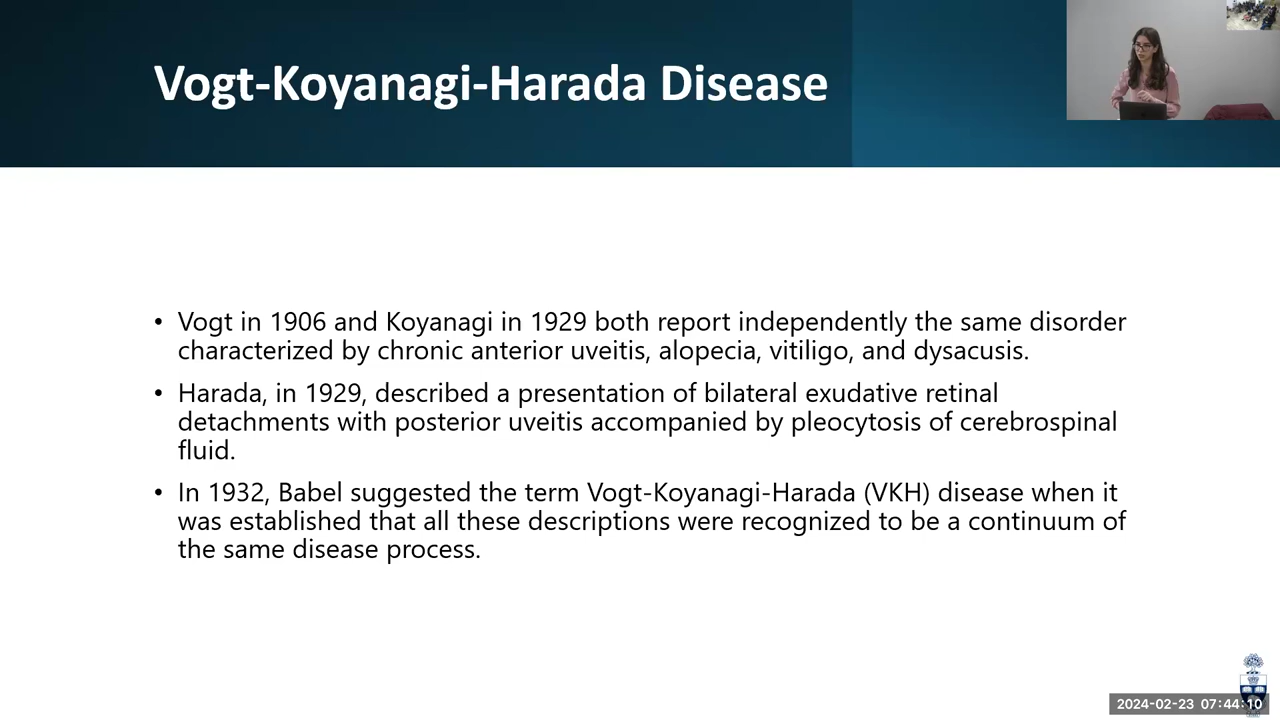 Vogt-Koyanagi-Harada Disease
• Vogt in 1906 and Koyanagi in 1929 both report independently the same disorder
characterized by chronic anterior uveitis, alopecia, vitiligo, and dysacusis.
• Harada, in 1929, described a presentation of bilateral exudative retinal
detachments with posterior uveitis accompanied by pleocytosis of cerebrospinal
fluid.
• In 1932, Babel suggested the term Vogt-Koyanagi-Harada (VKH) disease when it
was established that all these descriptions were recognized to be a continuum of
the same disease process.
2024-02-23 07:44:10